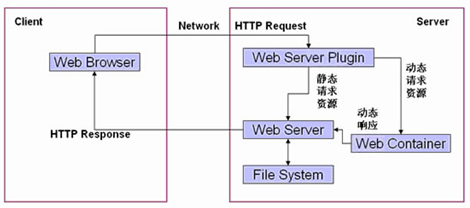 Client
Network
HTTP Request
Server
Web Browser
Web Server Plugin
静态
请求
资源
动态
请求
资源
HTTP Response
Web Server
动态
响应
Web Container
File System